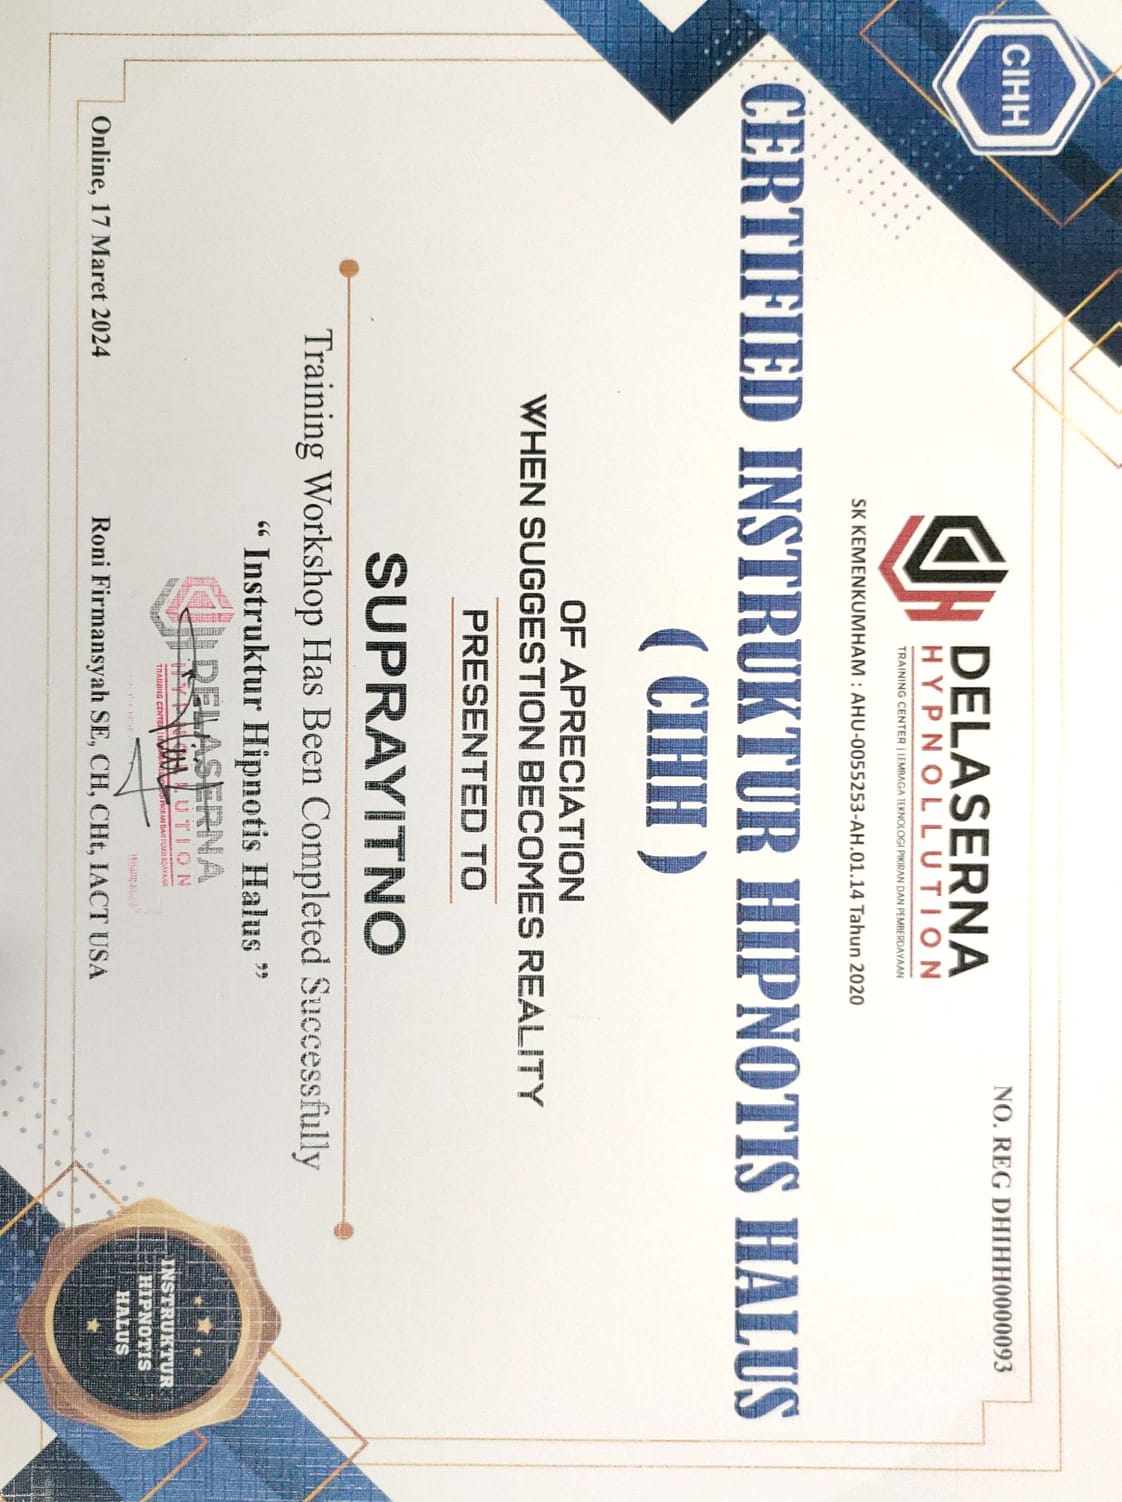 CIHH
NO. REG DHIHH0000093
DELASERNA
HYPNOLLUTION
TRAINING CENTER | LEMBAGA TEKNOLOGI PIKIRAN DAN PEMBERDAYAAN
SK KEMENKUMHAM : AHU-0055253-AH.01.14 Tahun 2020
CERTIFIED INSTRUKTUR HIPNOTIS HALUS
( CIHH )
OF APRECIATION
WHEN SUGGESTION BECOMES REALITY
PRESENTED TO
SUPRAYITNO
Training Workshop Has Been Completed Successfully
“ Instruktur Hipnotis Halus ”
DELASERNA
HYPNOLLUTION
TRAINING CENTER | LEMBAGA TEKNOLOGI PIKIRAN DAN PEMBERDAYAAN
Online, 17 Maret 2024
Roni Firmansyah SE, CH, CHt, IACT USA
INSTRUKTUR
HIPNOTIS
HALUS